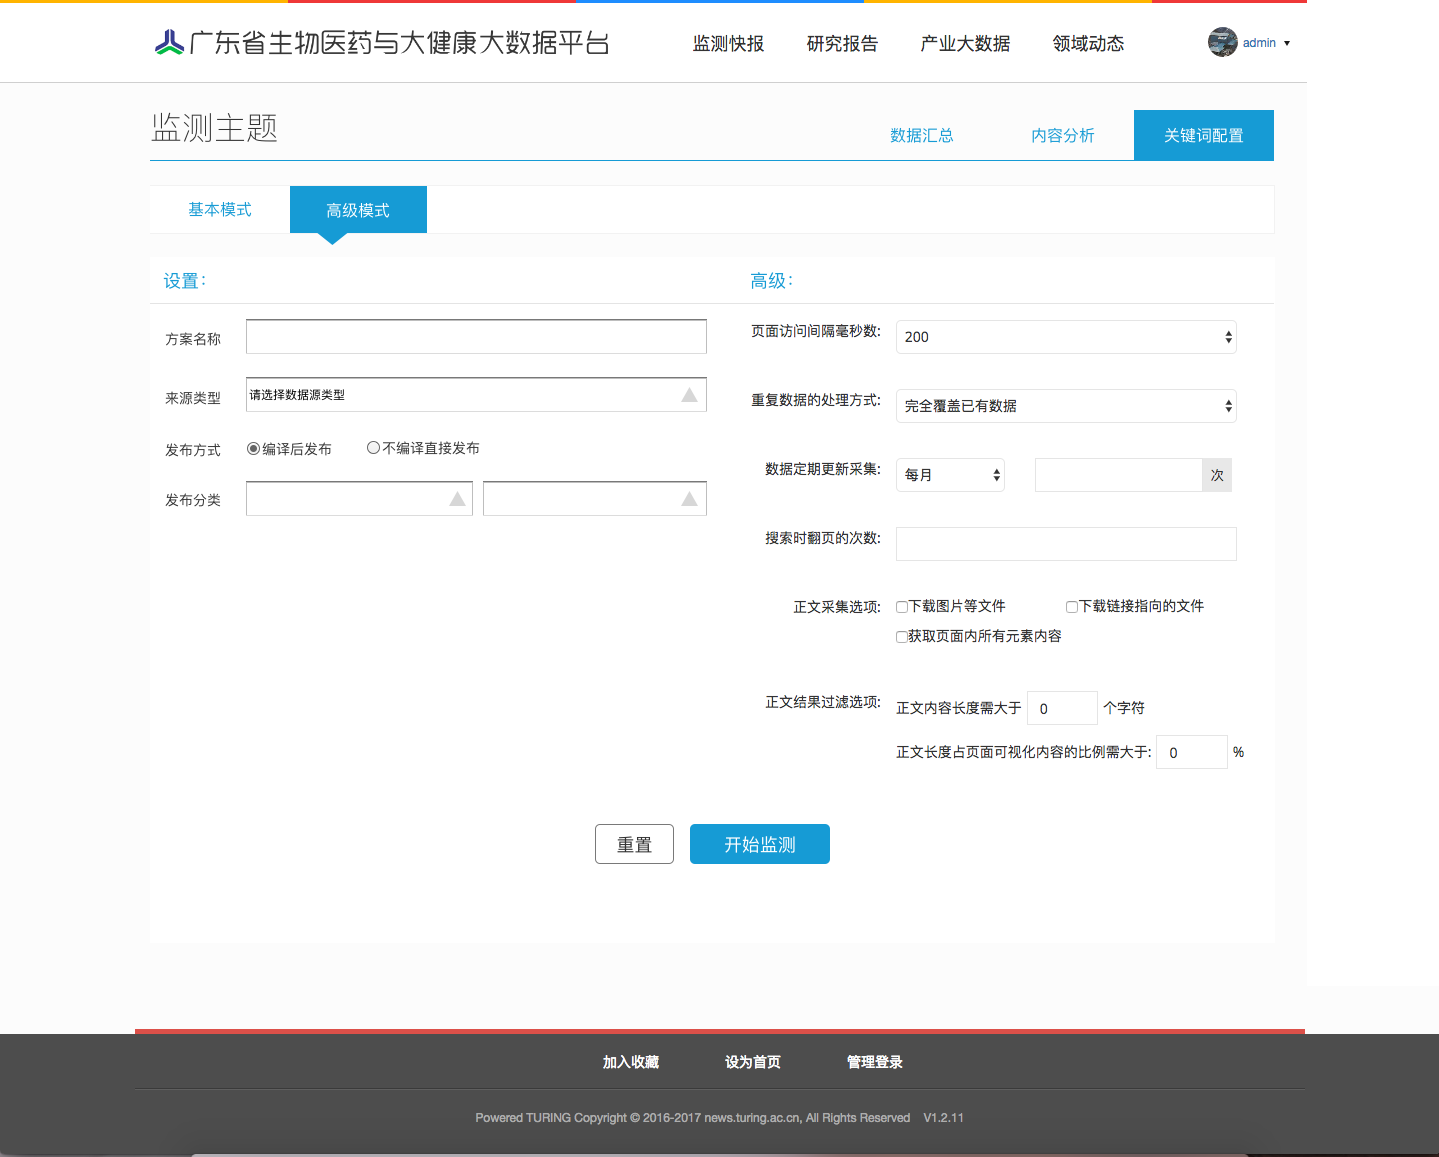 广东省生物医药与大健康大数据平台
监测快报 研究报告 产业大数据 领域动态
admin
监测主题
数据汇总 内容分析 关键词配置
基本模式 高级模式
设置: 高级:
方案名称
页面访问间隔毫秒数: 200
来源类型 请选择数据源类型
重复数据的处理方式: 完全覆盖已有数据
发布方式 编译后发布 不编译直接发布
数据定期更新采集: 每月 次
发布分类
搜索时翻页的次数:
正文采集选项: 下载图片等文件 下载链接指向的文件
获取页面内所有元素内容
正文结果过滤选项: 正文内容长度需大于 0 个字符
正文长度占页面可视化内容的比例需大于: 0 %
重置 开始监测
加入收藏 设为首页 管理登录
Powered TURING Copyright © 2016-2017 news.turing.ac.cn, All Rights Reserved V1.2.11